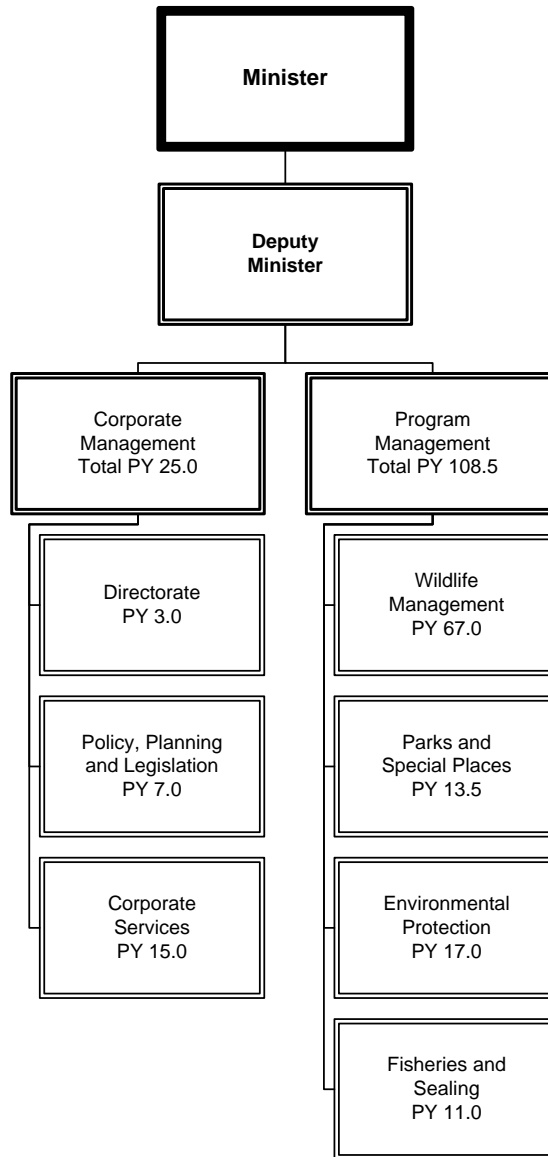 Minister
Deputy
Minister
Corporate
Management
Total PY 25.0
Program
Management
Total PY 108.5
Directorate
PY 3.0
Wildlife
Management
PY 67.0
Policy, Planning
and Legislation
PY 7.0
Parks and
Special Places
PY 13.5
Corporate
Services
PY 15.0
Environmental
Protection
PY 17.0
Fisheries and
Sealing
PY 11.0